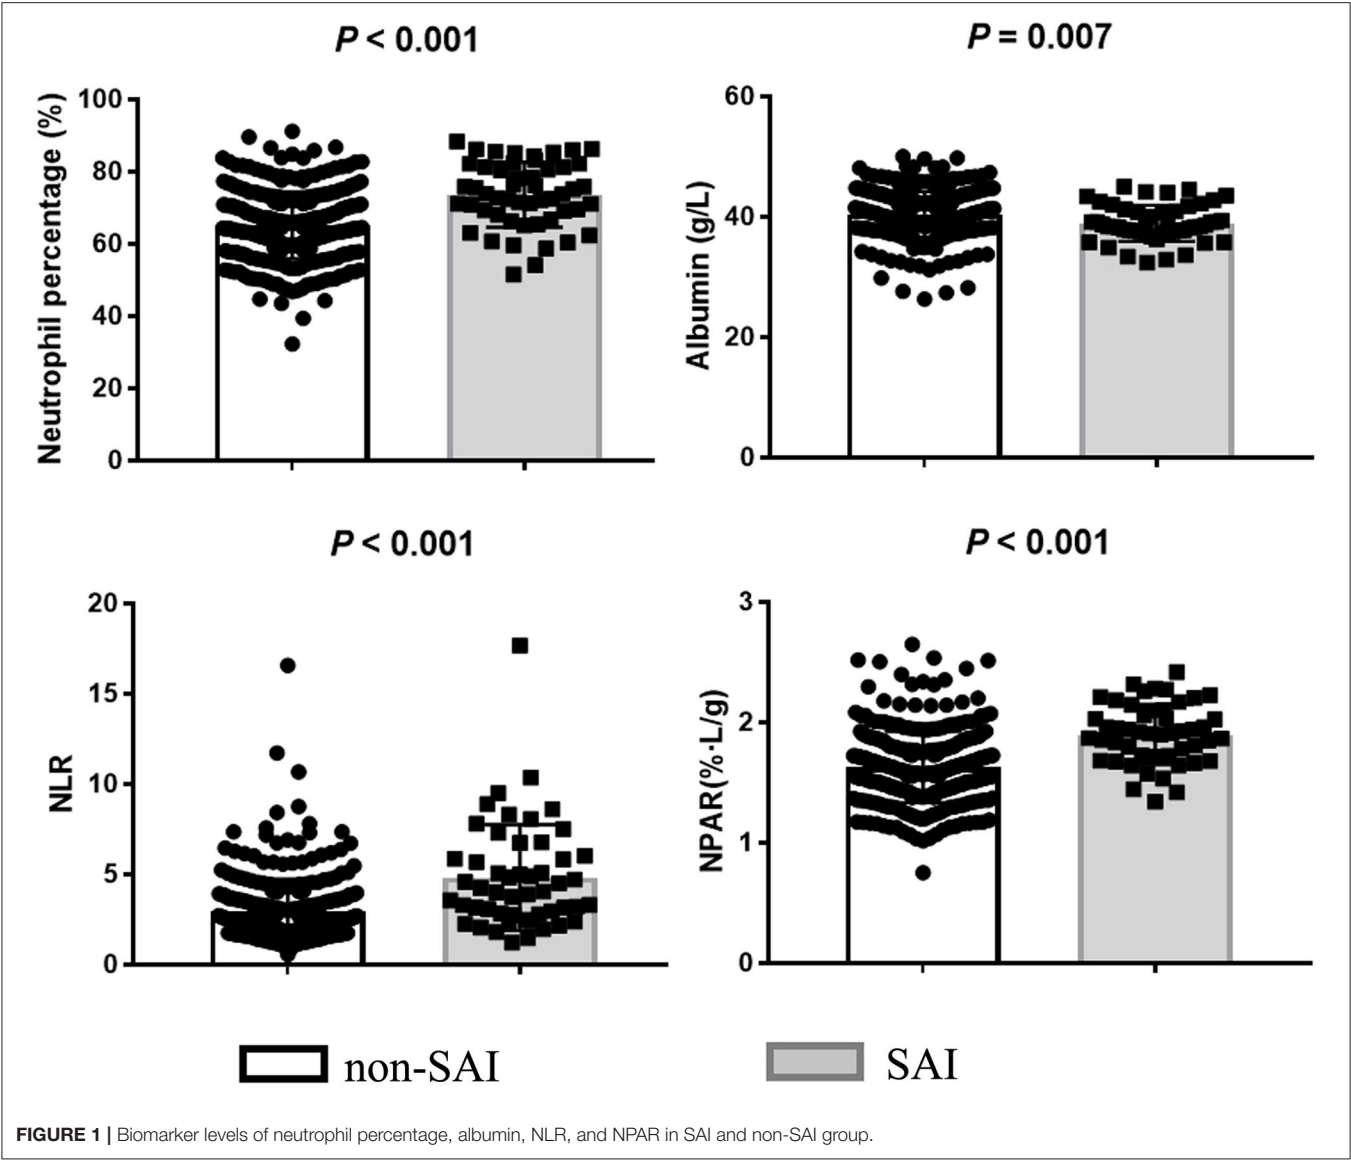 P < 0.001
P = 0.007
Neutrophil percentage (%)
100
80
60
40
20
0
Albumin (g/L)
60
40
20
0
P < 0.001
P < 0.001
NLR
20
15
10
5
0
NPAR(%·L/g)
3
2
1
0
non-SAI
SAI
FIGURE 1 | Biomarker levels of neutrophil percentage, albumin, NLR, and NPAR in SAI and non-SAI group.